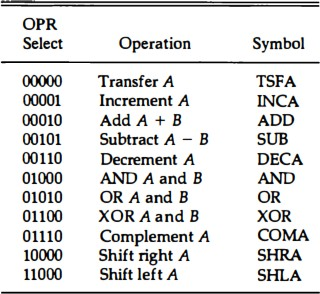 OPR
Select Operation Symbol
00000 Transfer A TSFA
00001 Increment A INCA
00010 Add A + B ADD
00101 Subtract A − B SUB
00110 Decrement A DECA
01000 AND A and B AND
01010 OR A and B OR
01100 XOR A and B XOR
01110 Complement A COMA
10000 Shift right A SHRA
11000 Shift left A SHLA